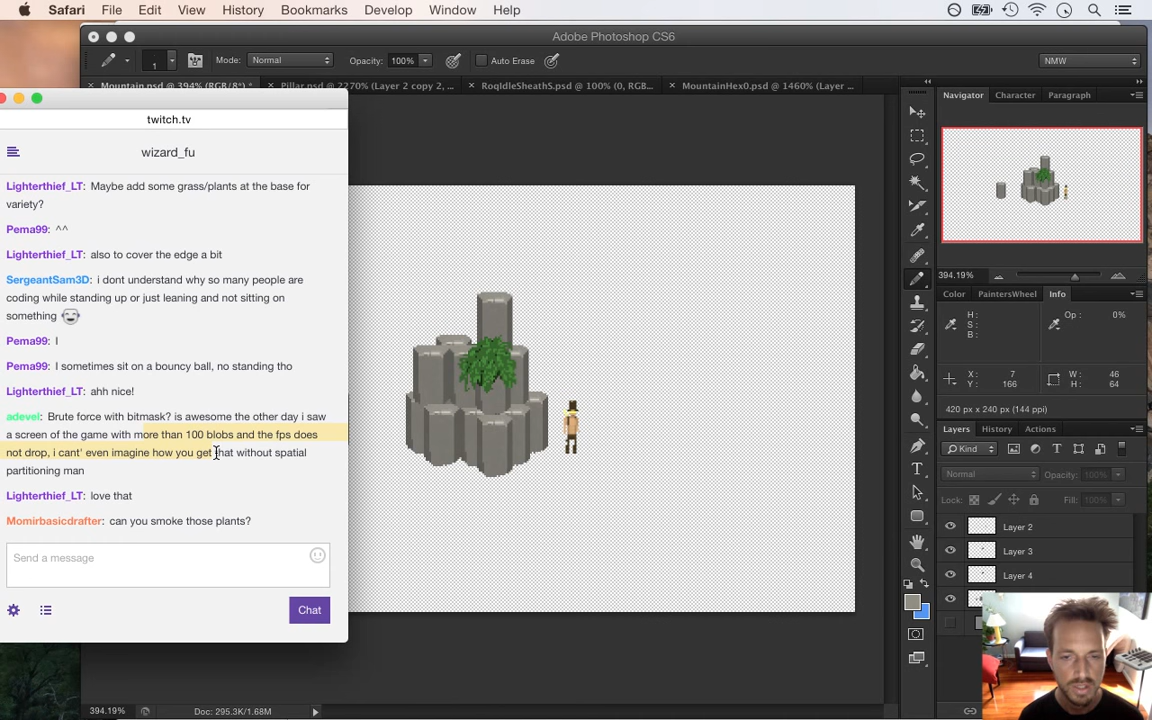 Safari File Edit View History Bookmarks Develop Window Help
Adobe Photoshop CS6
1 Mode: Normal Opacity: 100% Auto Erase NMW
Mountain.psd @ 394% (RGB/8*) * Pillar.psd @ 2270% (Layer 2 copy 2, ... RoqIdleSheathS.psd @ 100% (0, RGB... MountainHex0.psd @ 1460% (Layer ...
twitch.tv
wizard_fu
Lighterthief_LT: Maybe add some grass/plants at the base for
variety?
Pema99: ^^
Lighterthief_LT: also to cover the edge a bit
SergeantSam3D: i dont understand why so many people are
coding while standing up or just leaning and not sitting on
something
Pema99: I
Pema99: I sometimes sit on a bouncy ball, no standing tho
Lighterthief_LT: ahh nice!
adevel: Brute force with bitmask? is awesome the other day i saw
a screen of the game with more than 100 blobs and the fps does
not drop, i cant' even imagine how you get that without spatial
partitioning man
Lighterthief_LT: love that
Momirbasicdrafter: can you smoke those plants?
Send a message
Chat
Navigator Character Paragraph
394.19%
Color PaintersWheel Info
H:
S:
B:
Op : 0%
X : 7
Y : 166
W : 46
H : 64
420 px x 240 px (144 ppi)
Layers History Actions
Kind
Normal Opacity:
Lock: Fill: 100%
Layer 2
Layer 3
Layer 4
394.19% Doc: 295.3K/1.68M